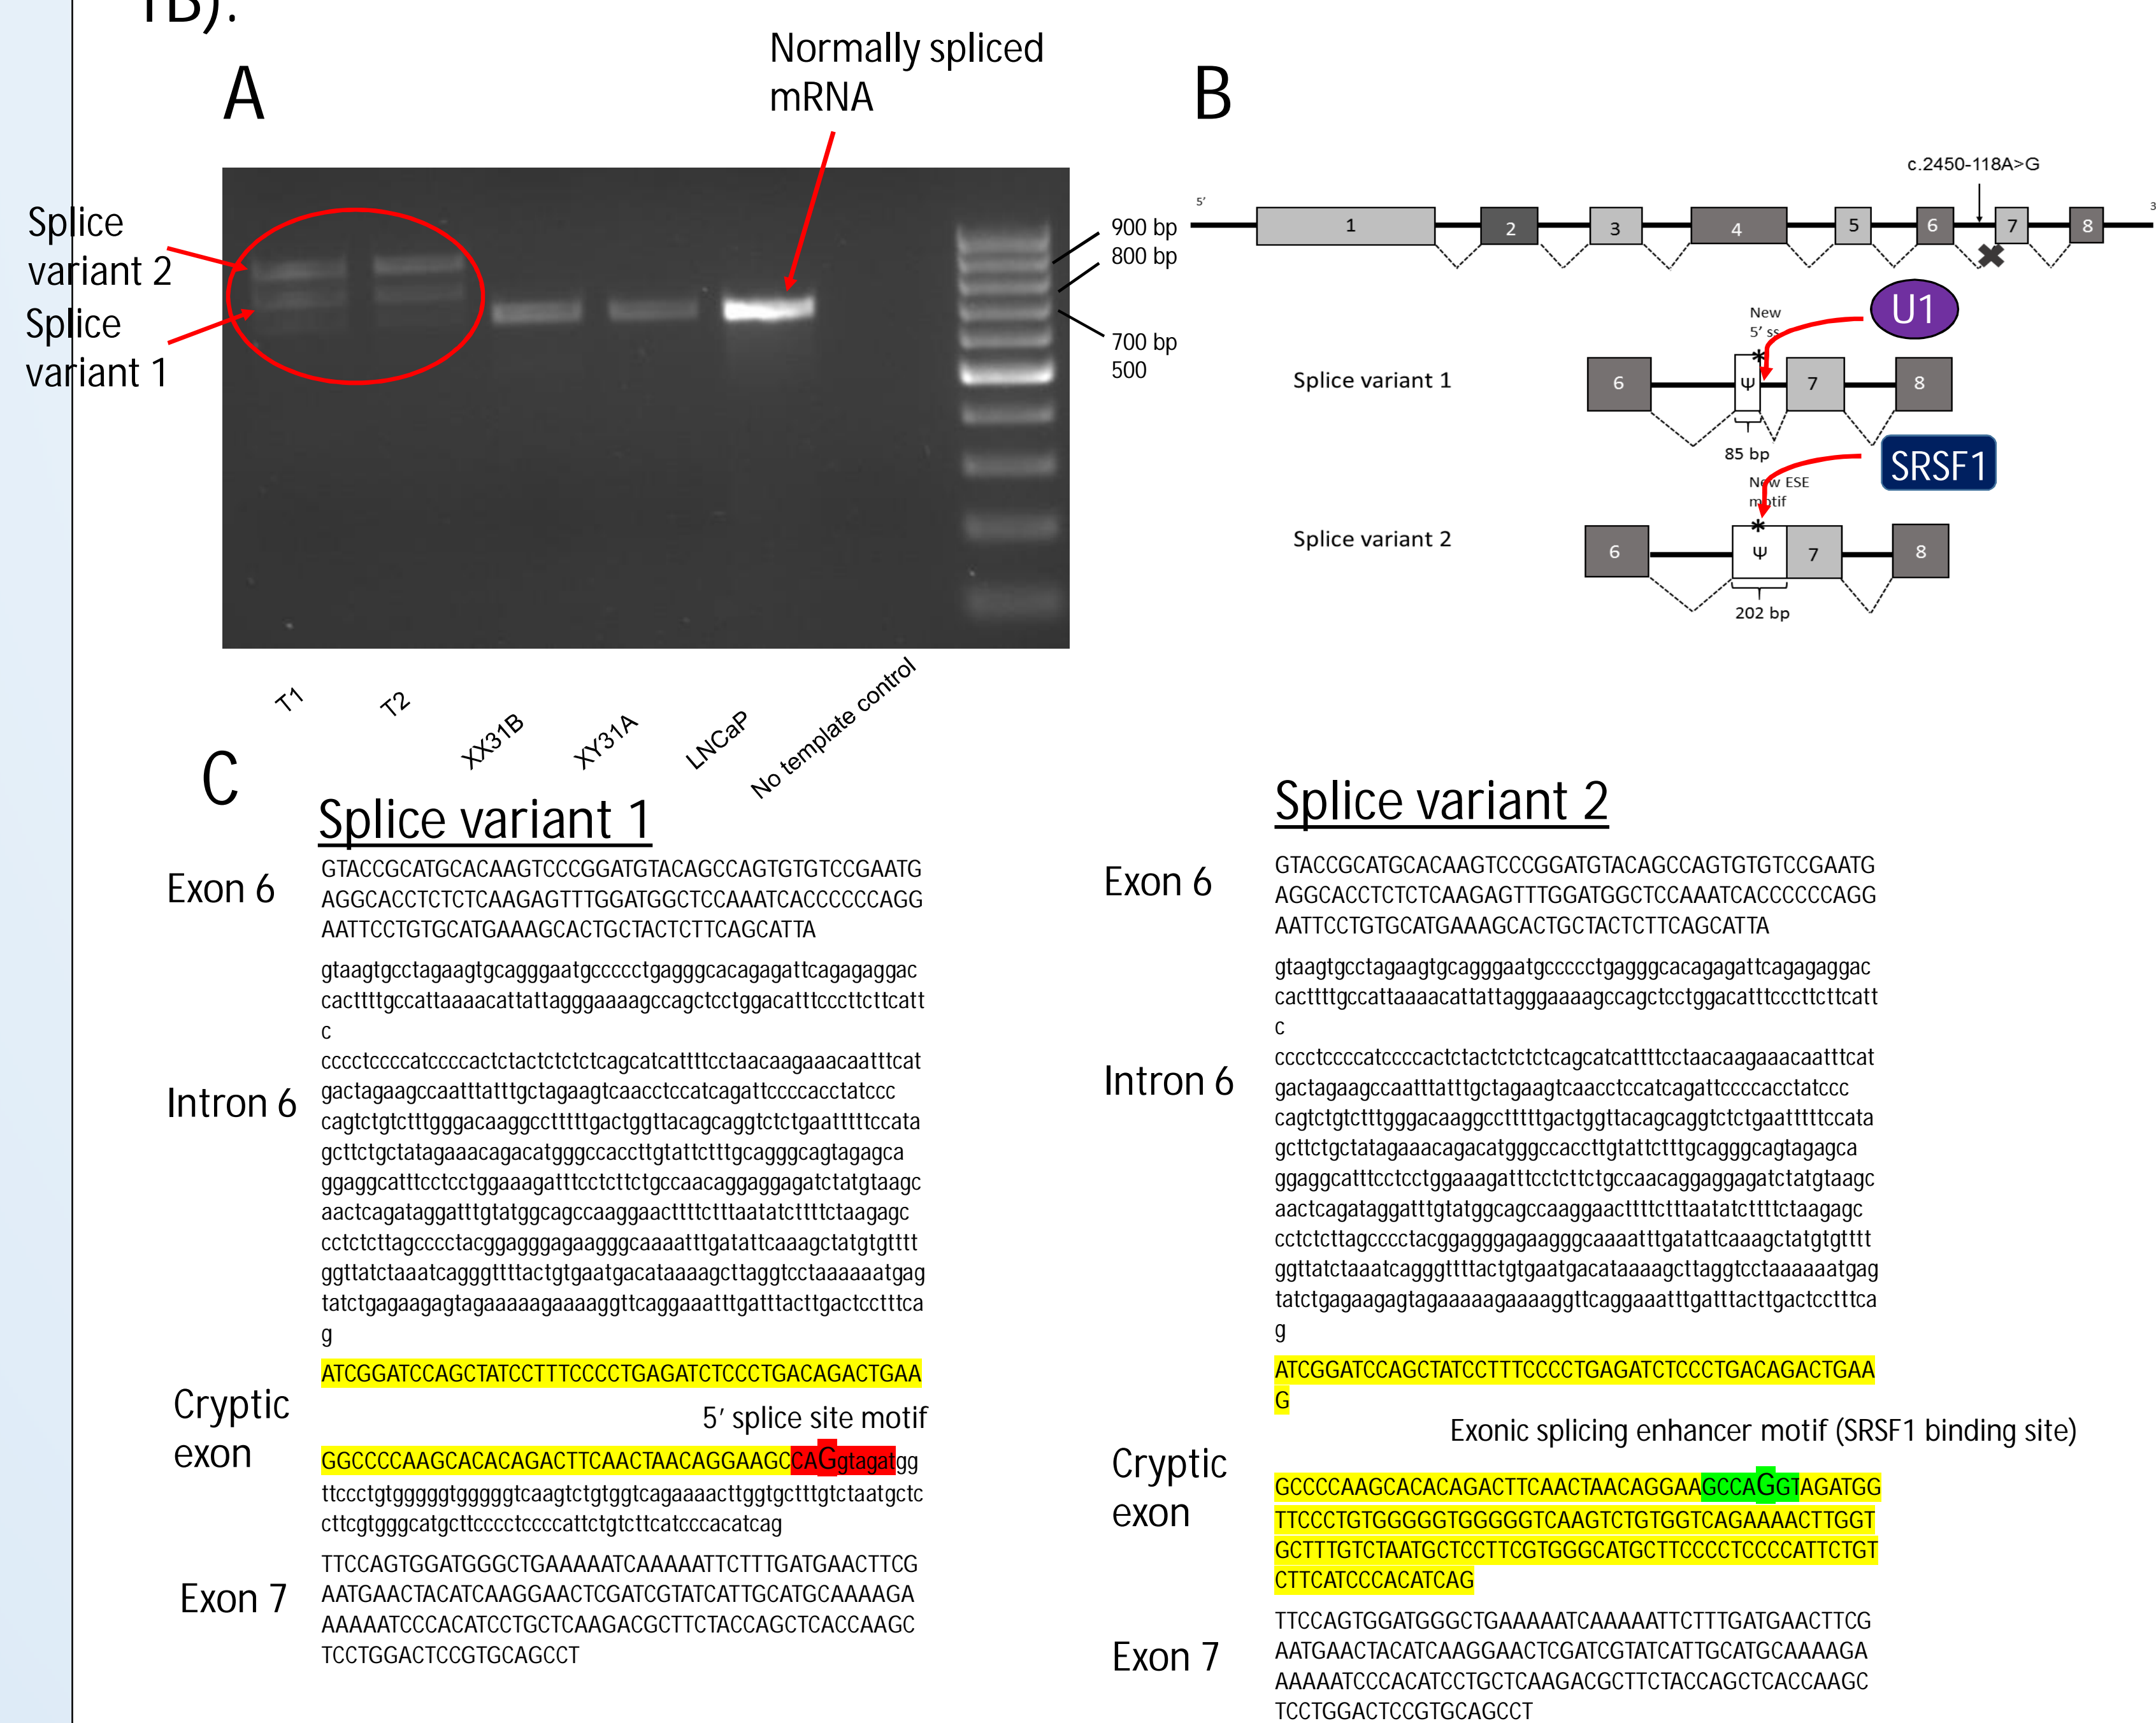 1B).
A
Normally spliced
mRNA
Splice
variant 2
Splice
variant 1
900 bp
800 bp
700 bp
500
T1
T2
XX31B
XY31A
LNCaP
No template control
B
c.2450-118A>G
5'
3
1
2
3
4
5
6
7
8
New
5' ss
U1
Splice variant 1
6
Ψ
*
7
8
85 bp
SRSF1
New ESE
motif
*
Splice variant 2
6
Ψ
7
8
202 bp
C
Splice variant 1
Exon 6
GTACCGCATGCACAAGTCCCGGATGTACAGCCAGTGTGTCCGAATG
AGGCACCTCTCTCAAGAGTTTGGATGGCTCCAAATCACCCCCCAGG
AATTCCTGTGCATGAAAGCACTGCTACTCTTCAGCATTA
Intron 6
gtaagtgcctagaagtgcagggaatgccccctgagggcacagagattcagagaggac
cacttttgccattaaaacattattagggaaaagccagctcctggacatttcccttcttcatt
c
cccctccccatccccactctactctctctcagcatcattttcctaacaagaaacaatttcat
gactagaagccaatttatttgctagaagtcaacctccatcagattccccacctatccc
cagtctgtctttgggacaaggcctttttgactggttacagcaggtctctgaatttttccata
gcttctgctatagaaacagacatgggccaccttgtattctttgcagggcagtagagca
ggaggcatttcctcctggaaagatttcctcttctgccaacaggaggagatctatgtaagc
aactcagataggatttgtatggcagccaaggaacttttctttaatatcttttctaagagc
cctctcttagcccctacggagggagaagggcaaaatttgatattcaaagctatgtgtttt
ggttatctaaatcagggttttactgtgaatgacataaaagcttaggtcctaaaaaatgag
tatctgagaagagtagaaaaagaaaaggttcaggaaatttgatttacttgactcctttca
g
Cryptic
exon
ATCGGATCCAGCTATCCTTTCCCCTGAGATCTCCCTGACAGACTGAA
5′ splice site motif
GGCCCCAAGCACACAGACTTCAACTAACAGGAAGCCAGgtagatgg
ttccctgtgggggtgggggtcaagtctgtggtcagaaaacttggtgctttgtctaatgctc
cttcgtgggcatgcttcccctccccattctgtcttcatcccacatcag
Exon 7
TTCCAGTGGATGGGCTGAAAAATCAAAAATTCTTTGATGAACTTCG
AATGAACTACATCAAGGAACTCGATCGTATCATTGCATGCAAAAGA
AAAAATCCCACATCCTGCTCAAGACGCTTCTACCAGCTCACCAAGC
TCCTGGACTCCGTGCAGCCT
Splice variant 2
Exon 6
GTACCGCATGCACAAGTCCCGGATGTACAGCCAGTGTGTCCGAATG
AGGCACCTCTCTCAAGAGTTTGGATGGCTCCAAATCACCCCCCAGG
AATTCCTGTGCATGAAAGCACTGCTACTCTTCAGCATTA
Intron 6
gtaagtgcctagaagtgcagggaatgccccctgagggcacagagattcagagaggac
cacttttgccattaaaacattattagggaaaagccagctcctggacatttcccttcttcatt
c
cccctccccatccccactctactctctctcagcatcattttcctaacaagaaacaatttcat
gactagaagccaatttatttgctagaagtcaacctccatcagattccccacctatccc
cagtctgtctttgggacaaggcctttttgactggttacagcaggtctctgaatttttccata
gcttctgctatagaaacagacatgggccaccttgtattctttgcagggcagtagagca
ggaggcatttcctcctggaaagatttcctcttctgccaacaggaggagatctatgtaagc
aactcagataggatttgtatggcagccaaggaacttttctttaatatcttttctaagagc
cctctcttagcccctacggagggagaagggcaaaatttgatattcaaagctatgtgtttt
ggttatctaaatcagggttttactgtgaatgacataaaagcttaggtcctaaaaaatgag
tatctgagaagagtagaaaaagaaaaggttcaggaaatttgatttacttgactcctttca
g
ATCGGATCCAGCTATCCTTTCCCCTGAGATCTCCCTGACAGACTGAA
G
Exonic splicing enhancer motif (SRSF1 binding site)
Cryptic
exon
GCCCCAAGCACACAGACTTCAACTAACAGGAAGCCAGGTAGATGG
TTCCCTGTGGGGGTGGGGGTCAAGTCTGTGGTCAGAAAACTTGGT
GCTTTGTCTAATGCTCCTTCGTGGGCATGCTTCCCCTCCCCATTCTGT
CTTCATCCCACATCAG
Exon 7
TTCCAGTGGATGGGCTGAAAAATCAAAAATTCTTTGATGAACTTCG
AATGAACTACATCAAGGAACTCGATCGTATCATTGCATGCAAAAGA
AAAAATCCCACATCCTGCTCAAGACGCTTCTACCAGCTCACCAAGC
TCCTGGACTCCGTGCAGCCT